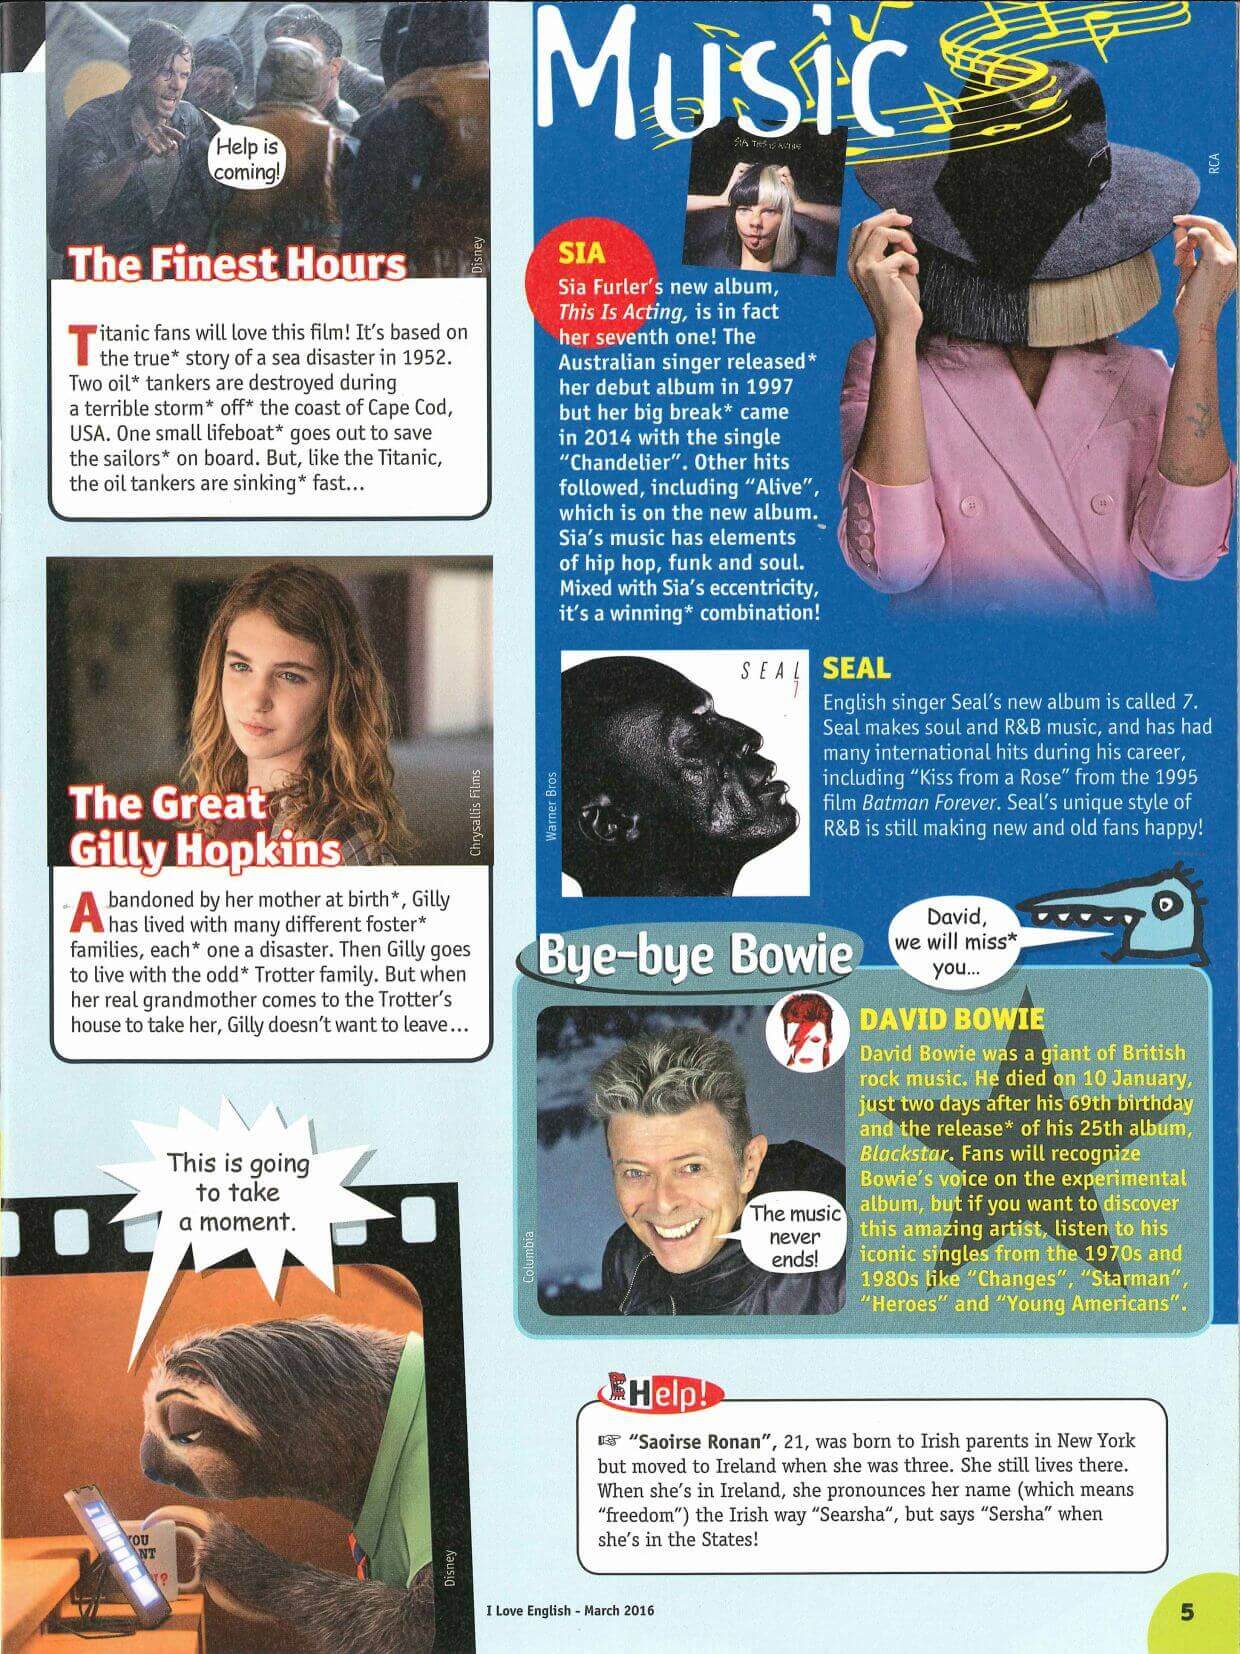 Help is
coming!
Disney
The Finest Hours
Titanic fans will love this film! It's based on
the true* story of a sea disaster in 1952.
Two oil* tankers are destroyed during
a terrible storm* off* the coast of Cape Cod,
USA. One small lifeboat* goes out to save
the sailors* on board. But, like the Titanic,
the oil tankers are sinking* fast...
Chrysallis Films
The Great
Gilly Hopkins
Abandoned by her mother at birth*, Gilly
has lived with many different foster*
families, each* one a disaster. Then Gilly goes
to live with the odd* Trotter family. But when
her real grandmother comes to the Trotter's
house to take her, Gilly doesn't want to leave...
This is going
to take
a moment.
YOU
Disney
Music
SIA THIS IS ACTING
RCA
SIA
Sia Furler's new album,
This Is Acting, is in fact
her seventh one! The
Australian singer released*
her debut album in 1997
but her big break* came
in 2014 with the single
“Chandelier”. Other hits
followed, including “Alive”,
which is on the new album.
Sia's music has elements
of hip hop, funk and soul.
Mixed with Sia's eccentricity,
it's a winning* combination!
SEAL
7
Warner Bros
SEAL
English singer Seal's new album is called 7.
Seal makes soul and R&B music, and has had
many international hits during his career,
including “Kiss from a Rose” from the 1995
film Batman Forever. Seal's unique style of
R&B is still making new and old fans happy!
David,
we will miss*
you...
Bye-bye Bowie
Columbia
The music
never
ends!
DAVID BOWIE
David Bowie was a giant of British
rock music. He died on 10 January,
just two days after his 69th birthday
and the release* of his 25th album,
Blackstar. Fans will recognize
Bowie's voice on the experimental
album, but if you want to discover
this amazing artist, listen to his
iconic singles from the 1970s and
1980s like “Changes”, “Starman”,
“Heroes” and “Young Americans”.
Help!
☞ “Saoirse Ronan”, 21, was born to Irish parents in New York
but moved to Ireland when she was three. She still lives there.
When she's in Ireland, she pronounces her name (which means
“freedom”) the Irish way “Searsha“, but says “Sersha” when
she's in the States!
I Love English - March 2016
5